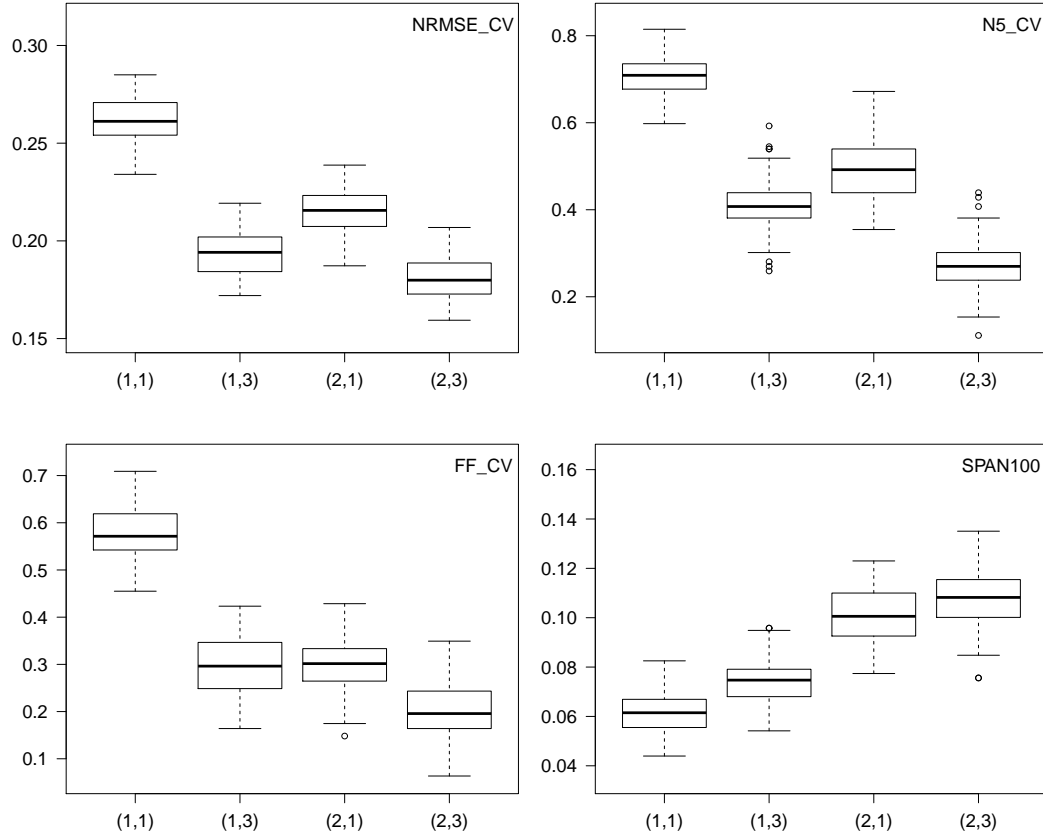 NRMSE_CV
0.30
0.25
0.20
0.15
(1,1) (1,3) (2,1) (2,3)
N5_CV
0.8
0.6
0.4
0.2
(1,1) (1,3) (2,1) (2,3)
FF_CV
0.7
0.6
0.5
0.4
0.3
0.2
0.1
(1,1) (1,3) (2,1) (2,3)
SPAN100
0.16
0.14
0.12
0.10
0.08
0.06
0.04
(1,1) (1,3) (2,1) (2,3)